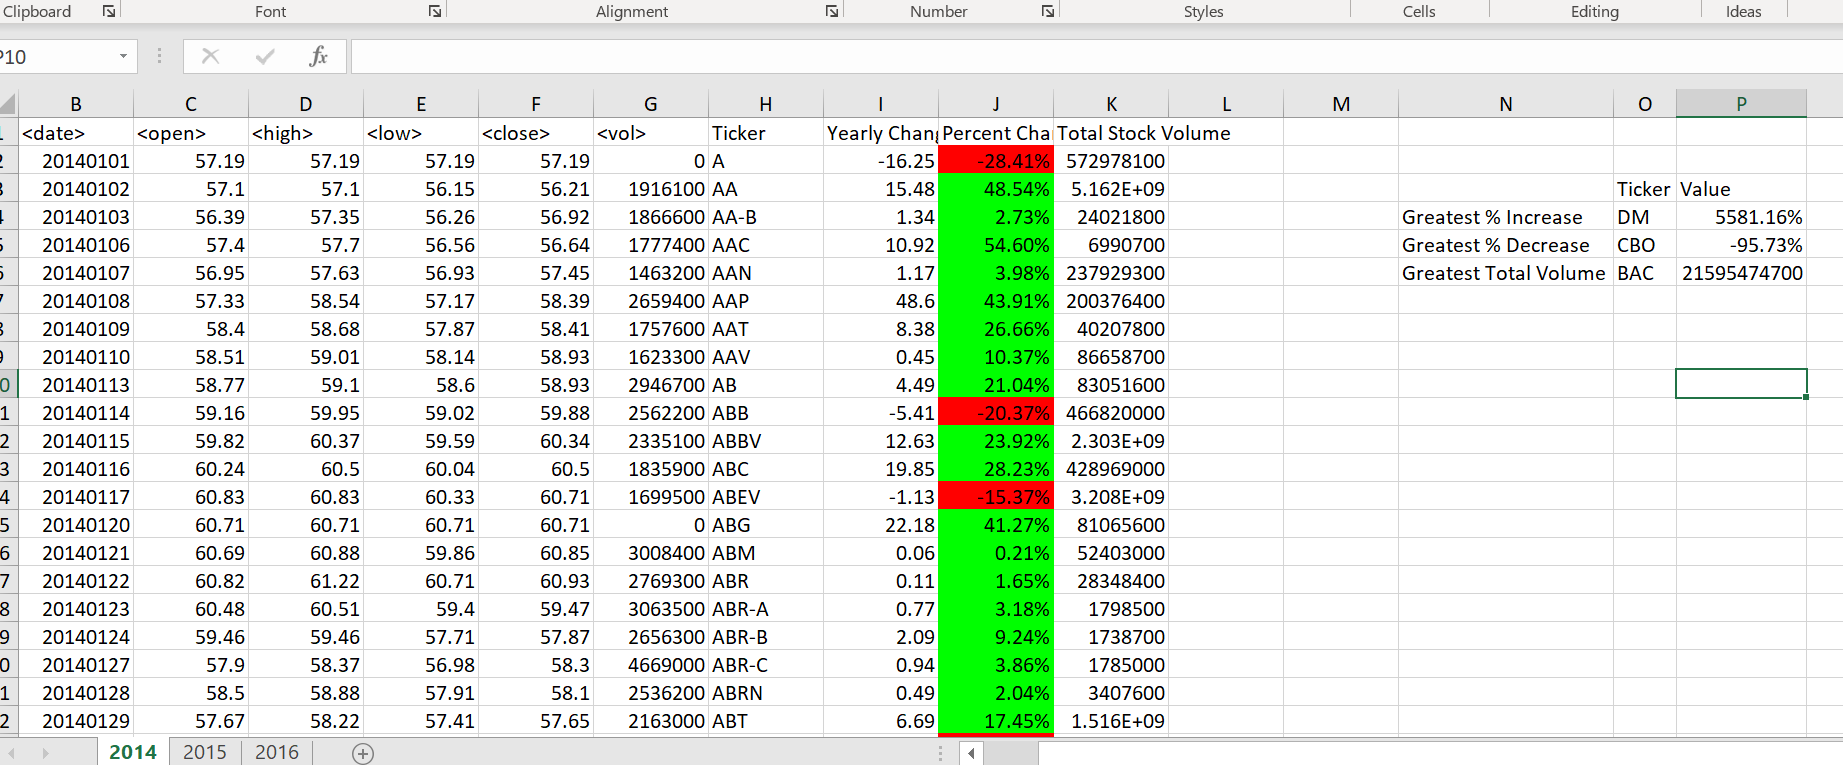 Clipboard Font Alignment Number Styles Cells Editing Ideas
P10 fx
B C D E F G H I J K L M N O P
<date> <open> <high> <low> <close> <vol> Ticker Yearly Chang Percent Cha Total Stock Volume
20140101 57.19 57.19 57.19 57.19 0 A -16.25 -28.41% 572978100
20140102 57.1 57.1 56.15 56.21 1916100 AA 15.48 48.54% 5.162E+09 Ticker Value
20140103 56.39 57.35 56.26 56.92 1866600 AA-B 1.34 2.73% 24021800 Greatest % Increase DM 5581.16%
20140106 57.4 57.7 56.56 56.64 1777400 AAC 10.92 54.60% 6990700 Greatest % Decrease CBO -95.73%
20140107 56.95 57.63 56.93 57.45 1463200 AAN 1.17 3.98% 237929300 Greatest Total Volume BAC 21595474700
20140108 57.33 58.54 57.17 58.39 2659400 AAP 48.6 43.91% 200376400
20140109 58.4 58.68 57.87 58.41 1757600 AAT 8.38 26.66% 40207800
20140110 58.51 59.01 58.14 58.93 1623300 AAV 0.45 10.37% 86658700
0 20140113 58.77 59.1 58.6 58.93 2946700 AB 4.49 21.04% 83051600
1 20140114 59.16 59.95 59.02 59.88 2562200 ABB -5.41 -20.37% 466820000
2 20140115 59.82 60.37 59.59 60.34 2335100 ABBV 12.63 23.92% 2.303E+09
3 20140116 60.24 60.5 60.04 60.5 1835900 ABC 19.85 28.23% 428969000
4 20140117 60.83 60.83 60.33 60.71 1699500 ABEV -1.13 -15.37% 3.208E+09
5 20140120 60.71 60.71 60.71 60.71 0 ABG 22.18 41.27% 81065600
6 20140121 60.69 60.88 59.86 60.85 3008400 ABM 0.06 0.21% 52403000
7 20140122 60.82 61.22 60.71 60.93 2769300 ABR 0.11 1.65% 28348400
8 20140123 60.48 60.51 59.4 59.47 3063500 ABR-A 0.77 3.18% 1798500
9 20140124 59.46 59.46 57.71 57.87 2656300 ABR-B 2.09 9.24% 1738700
0 20140127 57.9 58.37 56.98 58.3 4669000 ABR-C 0.94 3.86% 1785000
1 20140128 58.5 58.88 57.91 58.1 2536200 ABRN 0.49 2.04% 3407600
2 20140129 57.67 58.22 57.41 57.65 2163000 ABT 6.69 17.45% 1.516E+09
2014 2015 2016